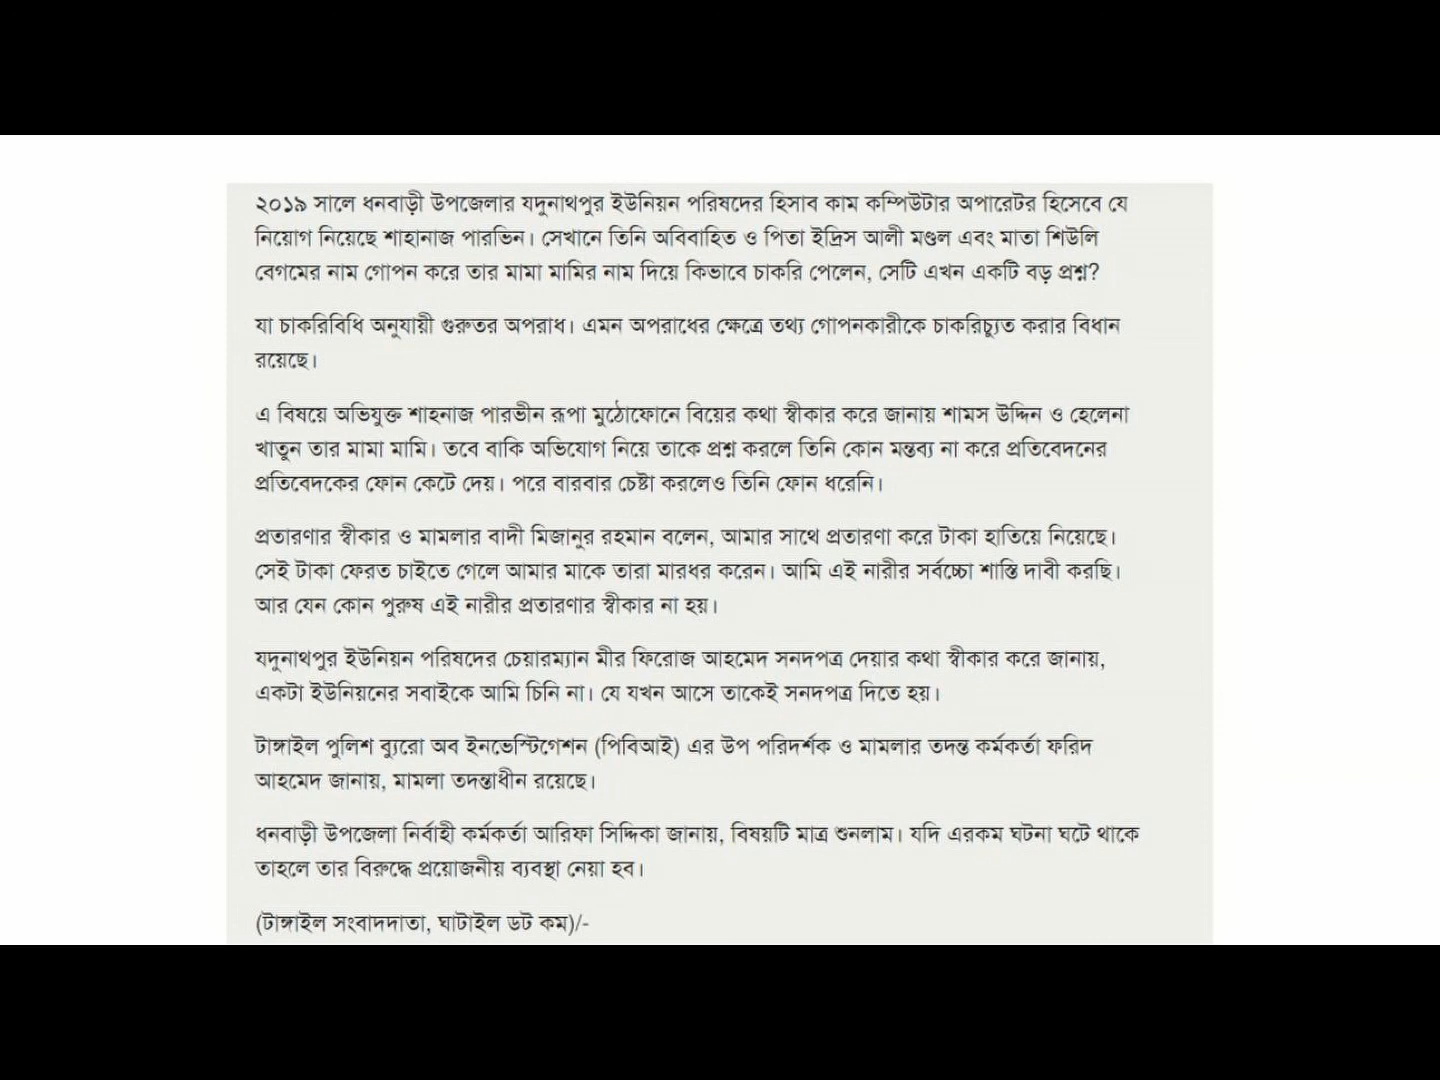 ২০১৯ সালে ধনবাড়ী উপজেলার যদুনাথপুর ইউনিয়ন পরিষদের হিসাব কাম কম্পিউটার অপারেটর হিসেবে যে
নিয়োগ নিয়েছে শাহানাজ পারভিন। সেখানে তিনি অবিবাহিত ও পিতা ইদ্রিস আলী মণ্ডল এবং মাতা শিউলি
বেগমের নাম গোপন করে তার মামা মামির নাম দিয়ে কিভাবে চাকরি পেলেন, সেটি এখন একটি বড় প্রশ্ন?
যা চাকরিবিধি অনুযায়ী গুরুতর অপরাধ। এমন অপরাধের ক্ষেত্রে তথ্য গোপনকারীকে চাকরিচ্যুত করার বিধান
রয়েছে।
এ বিষয়ে অভিযুক্ত শাহনাজ পারভীন রূপা মুঠোফোনে বিয়ের কথা স্বীকার করে জানায় শামস উদ্দিন ও হেলেনা
খাতুন তার মামা মামি। তবে বাকি অভিযোগ নিয়ে তাকে প্রশ্ন করলে তিনি কোন মন্তব্য না করে প্রতিবেদনের
প্রতিবেদকের ফোন কেটে দেয়। পরে বারবার চেষ্টা করলেও তিনি ফোন ধরেনি।
প্রতারণার স্বীকার ও মামলার বাদী মিজানুর রহমান বলেন, আমার সাথে প্রতারণা করে টাকা হাতিয়ে নিয়েছে।
সেই টাকা ফেরত চাইতে গেলে আমার মাকে তারা মারধর করেন। আমি এই নারীর সর্বচ্চো শাস্তি দাবী করছি।
আর যেন কোন পুরুষ এই নারীর প্রতারণার স্বীকার না হয়।
যদুনাথপুর ইউনিয়ন পরিষদের চেয়ারম্যান মীর ফিরোজ আহমেদ সনদপত্র দেয়ার কথা স্বীকার করে জানায়,
একটা ইউনিয়নের সবাইকে আমি চিনি না। যে যখন আসে তাকেই সনদপত্র দিতে হয়।
টাঙ্গাইল পুলিশ ব্যুরো অব ইনভেস্টিগেশন (পিবিআই) এর উপ পরিদর্শক ও মামলার তদন্ত কর্মকর্তা ফরিদ
আহমেদ জানায়, মামলা তদন্তাধীন রয়েছে।
ধনবাড়ী উপজেলা নির্বাহী কর্মকর্তা আরিফা সিদ্দিকা জানায়, বিষয়টি মাত্র শুনলাম। যদি এরকম ঘটনা ঘটে থাকে
তাহলে তার বিরুদ্ধে প্রয়োজনীয় ব্যবস্থা নেয়া হব।
(টাঙ্গাইল সংবাদদাতা, ঘাটাইল ডট কম)/-